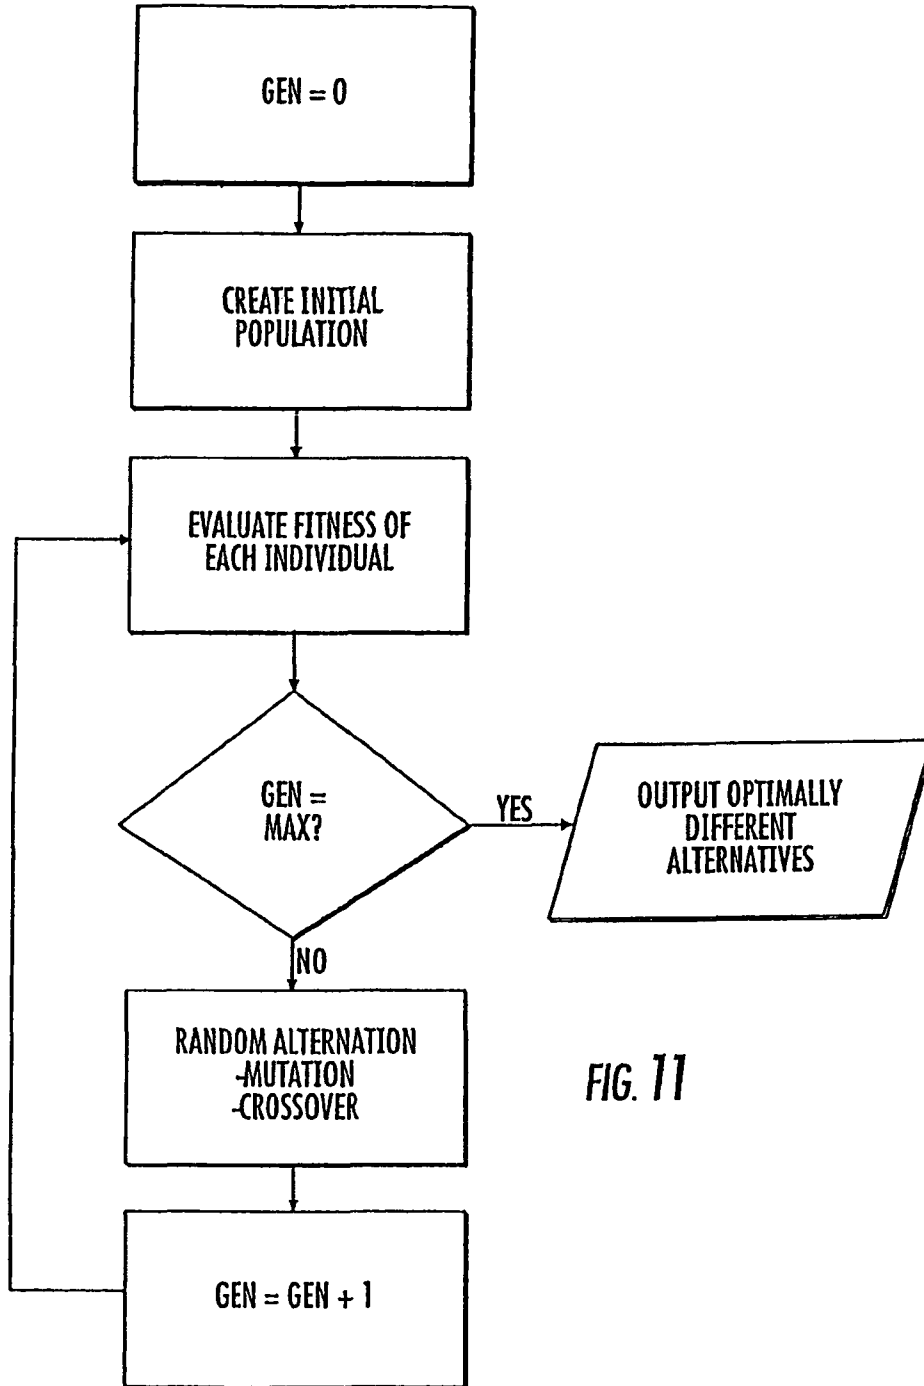 GEN = 0
CREATE INITIAL
POPULATION
EVALUATE FITNESS OF
EACH INDIVIDUAL
GEN =
MAX?
YES
OUTPUT OPTIMALLY
DIFFERENT
ALTERNATIVES
NO
RANDOM ALTERNATION
-MUTATION
-CROSSOVER
FIG. 11
GEN = GEN + 1